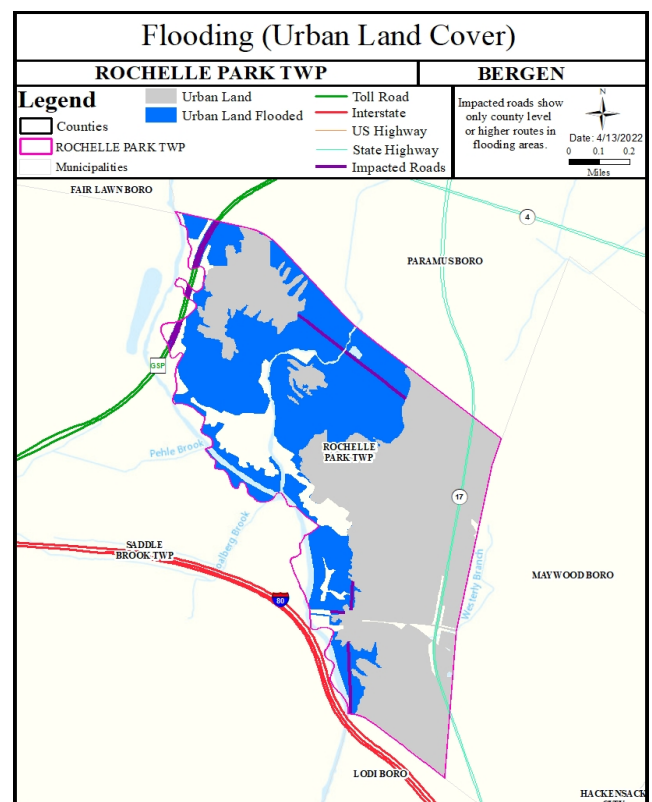 Flooding (Urban Land Cover)
ROCHELLE PARK TWP
BERGEN
Legend
Counties
ROCHELLE PARK TWP
Municipalities
Urban Land
Urban Land Flooded
Toll Road
Interstate
US Highway
State Highway
Impacted Roads
Impacted roads show
only county level
or higher routes in
flooding areas.
N
Date: 4/13/2022
0 0.1 0.2
Miles
FAIR LAWN BORO
4
PARAMUS BORO
GSP
Pehle Brook
ROCHELLE
PARK TWP
17
SADDLE
BROOK TWP
Brook
80
Westerly Branch
MAYWOOD BORO
LODI BORO
HACKENSACK